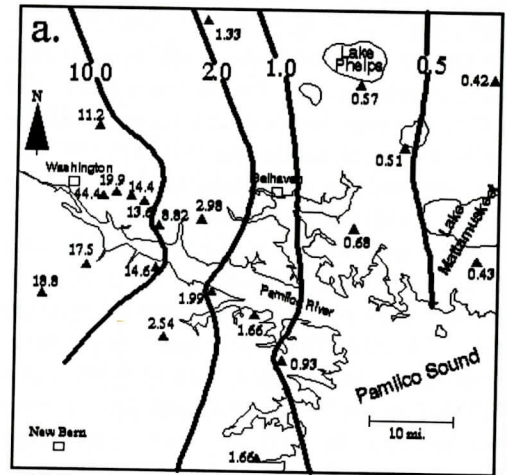 a.
1.33
Lake
Phelps
10.0
2.0
1.0
0.5
0.42
0.57
N
11.2
0.51
Washington
19.9
14.4
Belhaven
44.4
13.6
8.82
2.98
Lake
Mattamuskeet
0.68
17.5
14.6
0.43
18.8
1.99
Pamlico River
1.66
2.54
0.93
Pamlico Sound
10 mi.
New Bern
1.66